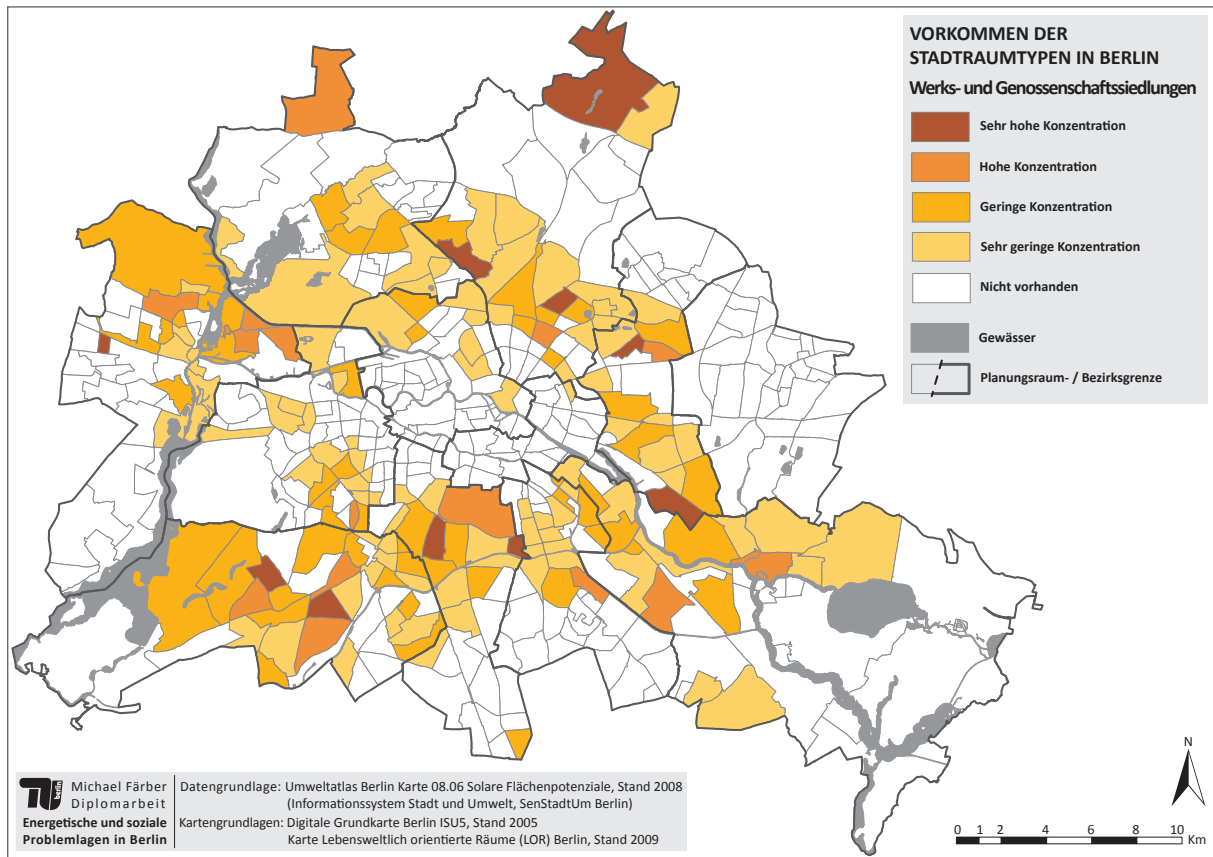 VORKOMMEN DER
STADTRAUMTYPEN IN BERLIN
Werks- und Genossenschaftssiedlungen
Sehr hohe Konzentration
Hohe Konzentration
Geringe Konzentration
Sehr geringe Konzentration
Nicht vorhanden
Gewässer
Planungsraum- / Bezirksgrenze
N
0 1 2 4 6 8 10
Km
berlin
Michael Färber
Diplomarbeit
Energetische und soziale
Problemlagen in Berlin
Datengrundlage: Umweltatlas Berlin Karte 08.06 Solare Flächenpotenziale, Stand 2008
(Informationssystem Stadt und Umwelt, SenStadtUm Berlin)
Kartengrundlagen: Digitale Grundkarte Berlin ISU5, Stand 2005
Karte Lebensweltlich orientierte Räume (LOR) Berlin, Stand 2009